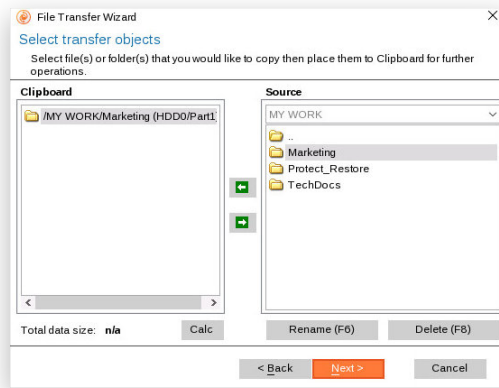 File Transfer Wizard
Select transfer objects
Select file(s) or folder(s) that you would like to copy then place them to Clipboard for further
operations.
Clipboard
Source
/MY WORK/Marketing (HDD0/Part1
MY WORK
..
Marketing
Protect_Restore
TechDocs
Total data size: n/a
Calc
Rename (F6)
Delete (F8)
< Back
Next >
Cancel